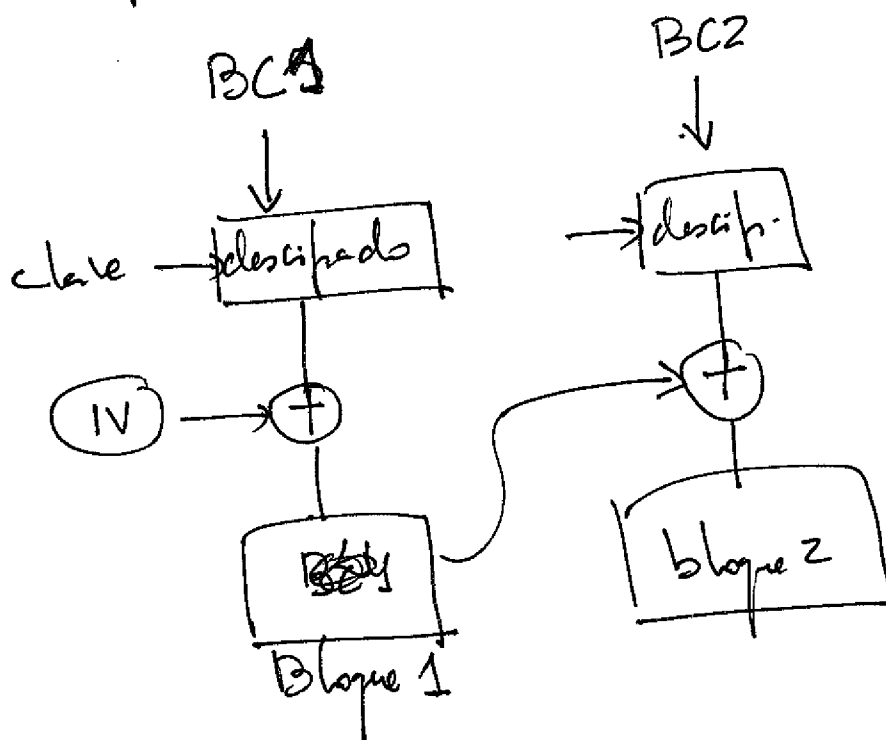 BC1
BC2
clave
descifrado
descif.
IV
+
+
bloque 2
Bloque 1